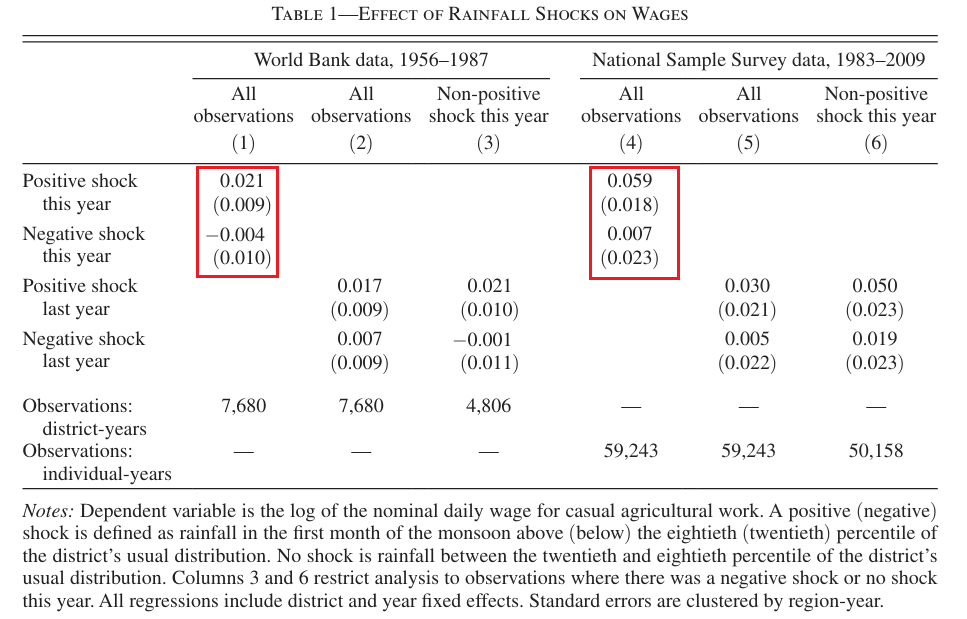 TABLE 1—EFFECT OF RAINFALL SHOCKS ON WAGES
World Bank data, 1956–1987 National Sample Survey data, 1983–2009
All All Non-positive All All Non-positive
observations observations shock this year observations observations shock this year
(1) (2) (3) (4) (5) (6)
Positive shock 0.021 0.059
this year (0.009) (0.018)
Negative shock −0.004 0.007
this year (0.010) (0.023)
Positive shock 0.017 0.021 0.030 0.050
last year (0.009) (0.010) (0.021) (0.023)
Negative shock 0.007 −0.001 0.005 0.019
last year (0.009) (0.011) (0.022) (0.023)
Observations: 7,680 7,680 4,806 — — —
district-years
Observations: — — — 59,243 59,243 50,158
individual-years
Notes: Dependent variable is the log of the nominal daily wage for casual agricultural work. A positive (negative)
shock is defined as rainfall in the first month of the monsoon above (below) the eightieth (twentieth) percentile of
the district's usual distribution. No shock is rainfall between the twentieth and eightieth percentile of the district's
usual distribution. Columns 3 and 6 restrict analysis to observations where there was a negative shock or no shock
this year. All regressions include district and year fixed effects. Standard errors are clustered by region-year.